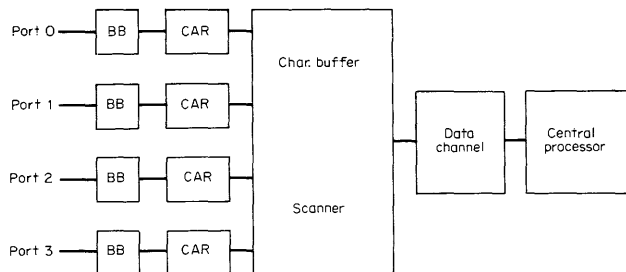 Port 0 BB CAR
Char. buffer
Port 1 BB CAR
Data channel
Central processor
Port 2 BB CAR
Scanner
Port 3 BB CAR